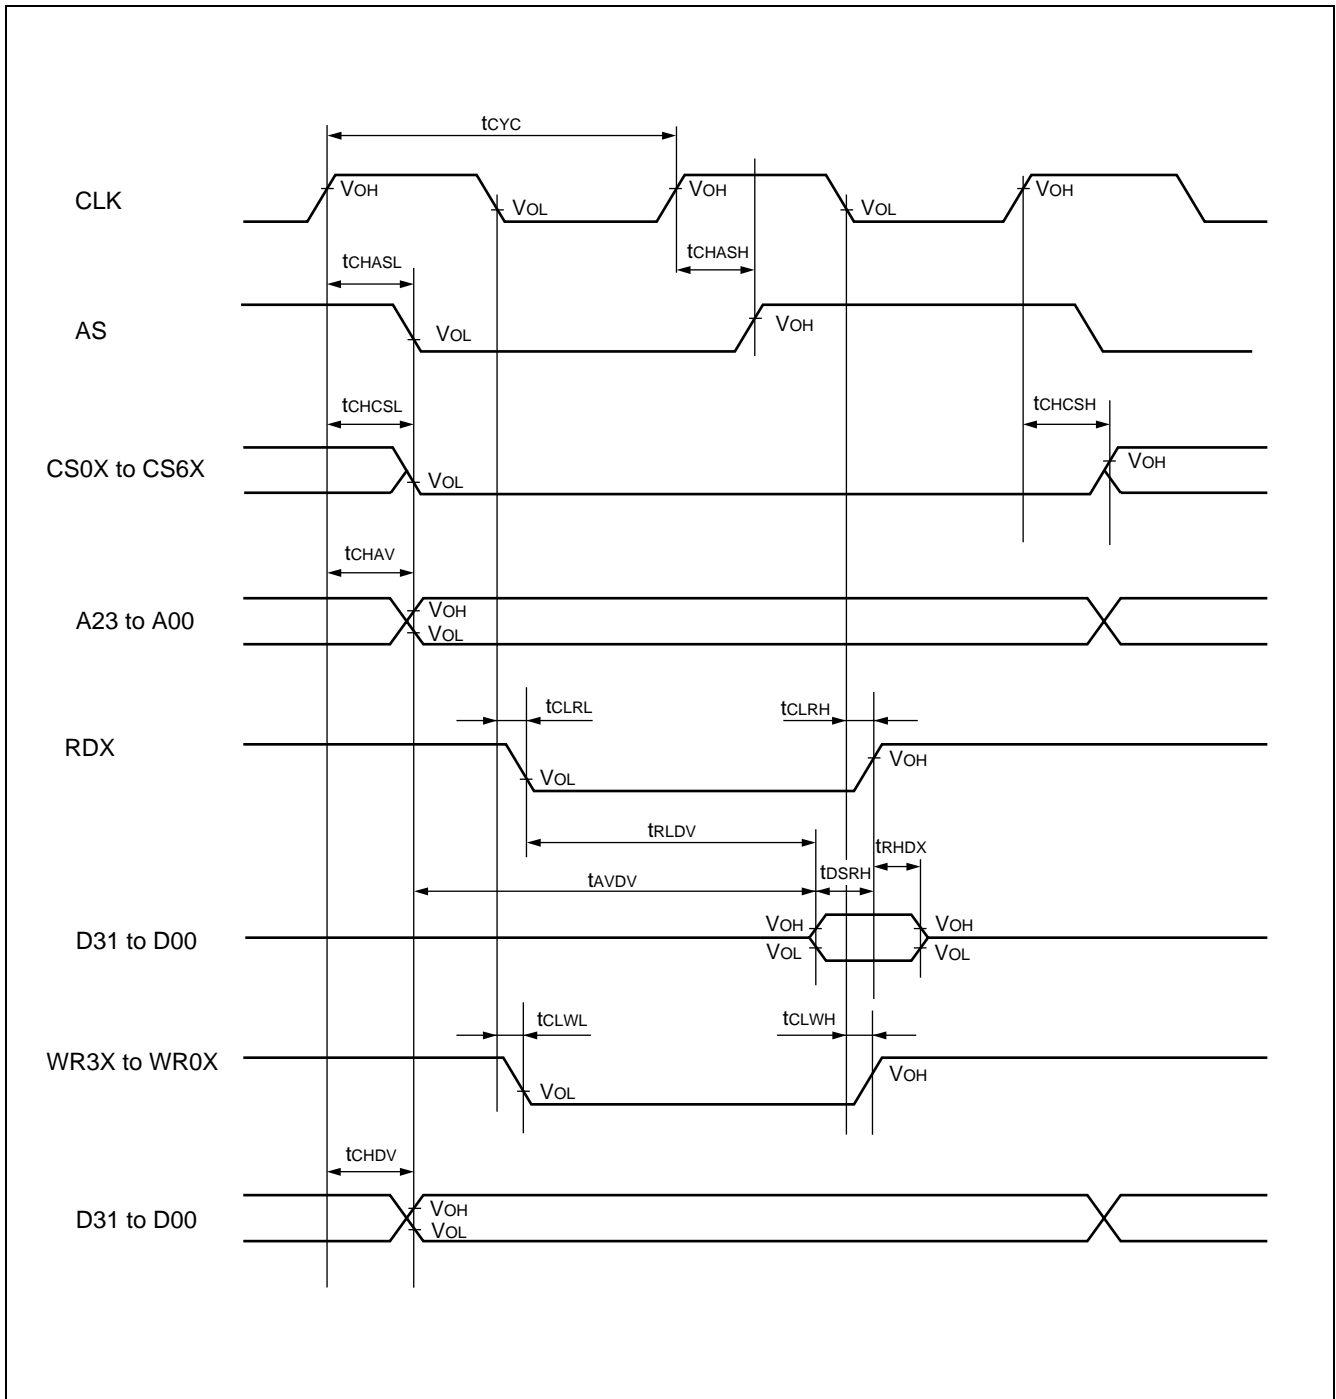 tCYC
CLK
VOH
VOL
VOH
VOL
VOH
tCHASL
tCHASH
AS
VOL
VOH
tCHCSL
tCHCSH
CS0X to CS6X
VOL
VOH
tCHAV
A23 to A00
VOH
VOL
tCLRL
tCLRH
RDX
VOL
VOH
tRLDV
tRHDX
tAVDV
tDSRH
D31 to D00
VOH
VOL
VOH
VOL
tCLWL
tCLWH
WR3X to WR0X
VOL
VOH
tCHDV
D31 to D00
VOH
VOL